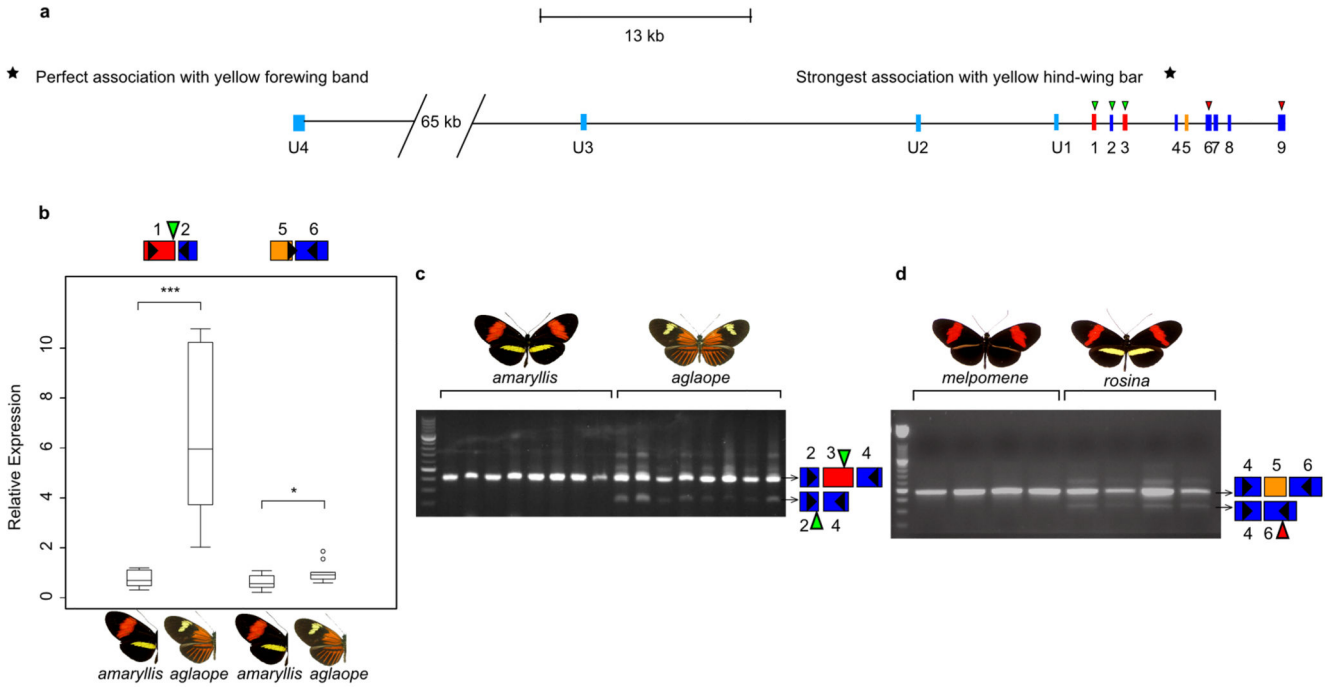 a
13 kb
★ Perfect association with yellow forewing band
Strongest association with yellow hind-wing bar ★
65 kb
U4 U3 U2 U1 1 2 3 4 5 6 7 8 9
b
1 2 5 6
*** *
Relative Expression
0 2 4 6 8 10
amaryllis aglaope amaryllis aglaope
c
amaryllis aglaope
2 3 4
2 4
d
melpomene rosina
4 5 6
4 6